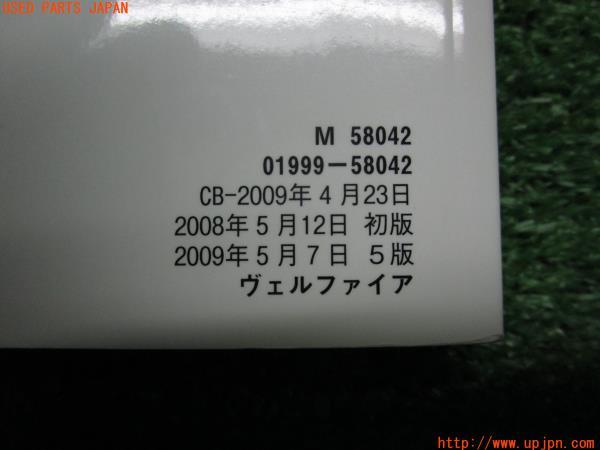 USED PARTS JAPAN
M 58042
01999-58042
CB-2009年 4 月23日
2008年 5 月12日 初版
2009年 5 月 7 日 5版
ヴェルファイア
http://www.upjpn.com/